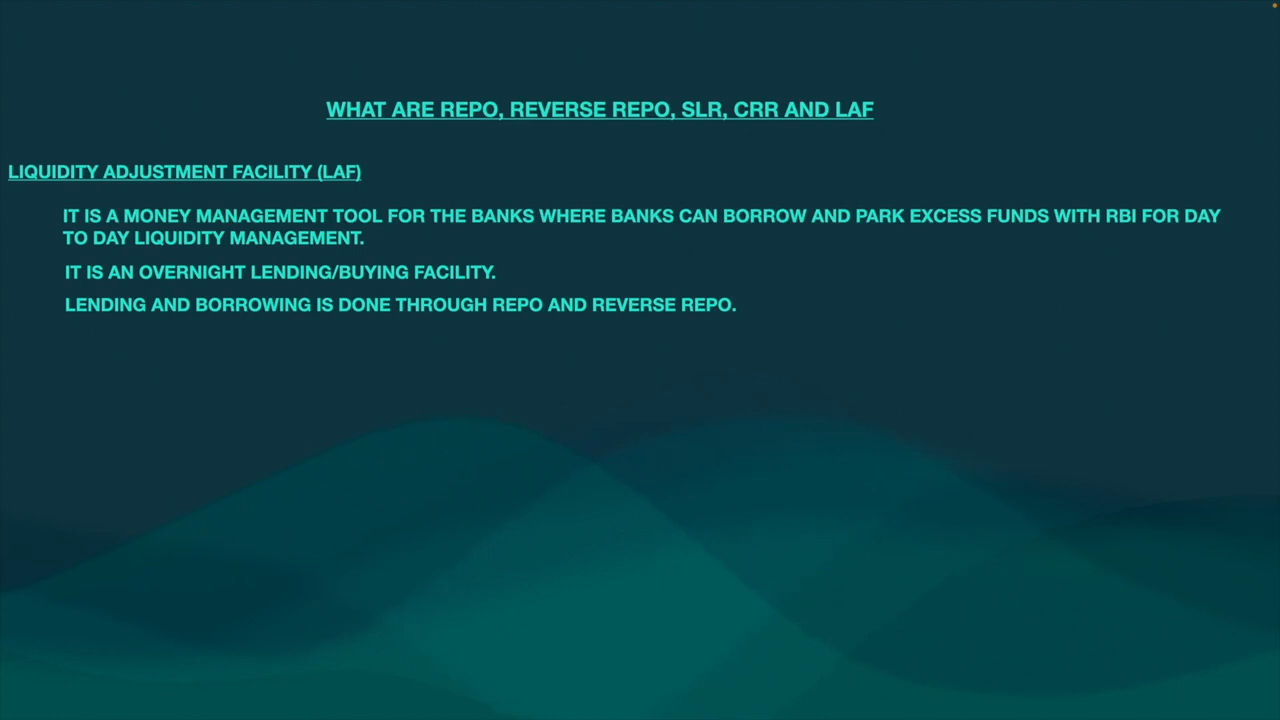 WHAT ARE REPO, REVERSE REPO, SLR, CRR AND LAF
LIQUIDITY ADJUSTMENT FACILITY (LAF)
IT IS A MONEY MANAGEMENT TOOL FOR THE BANKS WHERE BANKS CAN BORROW AND PARK EXCESS FUNDS WITH RBI FOR DAY
TO DAY LIQUIDITY MANAGEMENT.
IT IS AN OVERNIGHT LENDING/BUYING FACILITY.
LENDING AND BORROWING IS DONE THROUGH REPO AND REVERSE REPO.